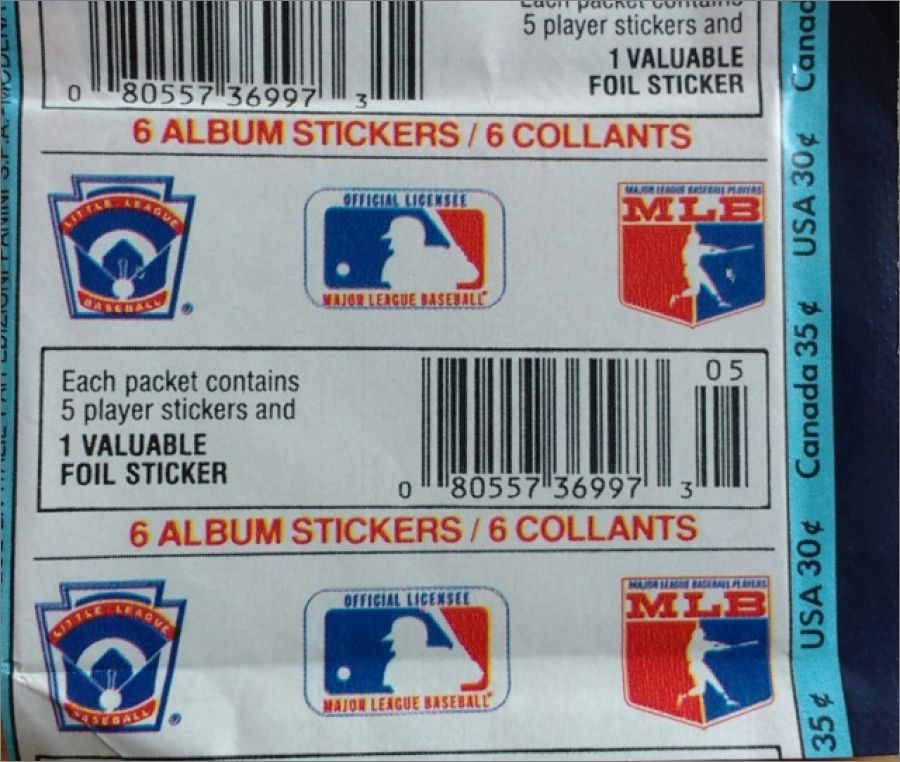 5 player stickers and
1 VALUABLE
FOIL STICKER
0 80557 36997 3
6 ALBUM STICKERS / 6 COLLANTS
LITTLE LEAGUE
BASEBALL
®
OFFICIAL LICENSEE
MAJOR LEAGUE BASEBALL
MAJOR LEAGUE BASEBALL PLAYERS
MLB
Each packet contains
5 player stickers and
1 VALUABLE
FOIL STICKER
05
0 80557 36997 3
6 ALBUM STICKERS / 6 COLLANTS
LITTLE LEAGUE
BASEBALL
®
OFFICIAL LICENSEE
MAJOR LEAGUE BASEBALL
MAJOR LEAGUE BASEBALL PLAYERS
MLB
35¢ USA 30¢ Canada 35¢ USA 30¢